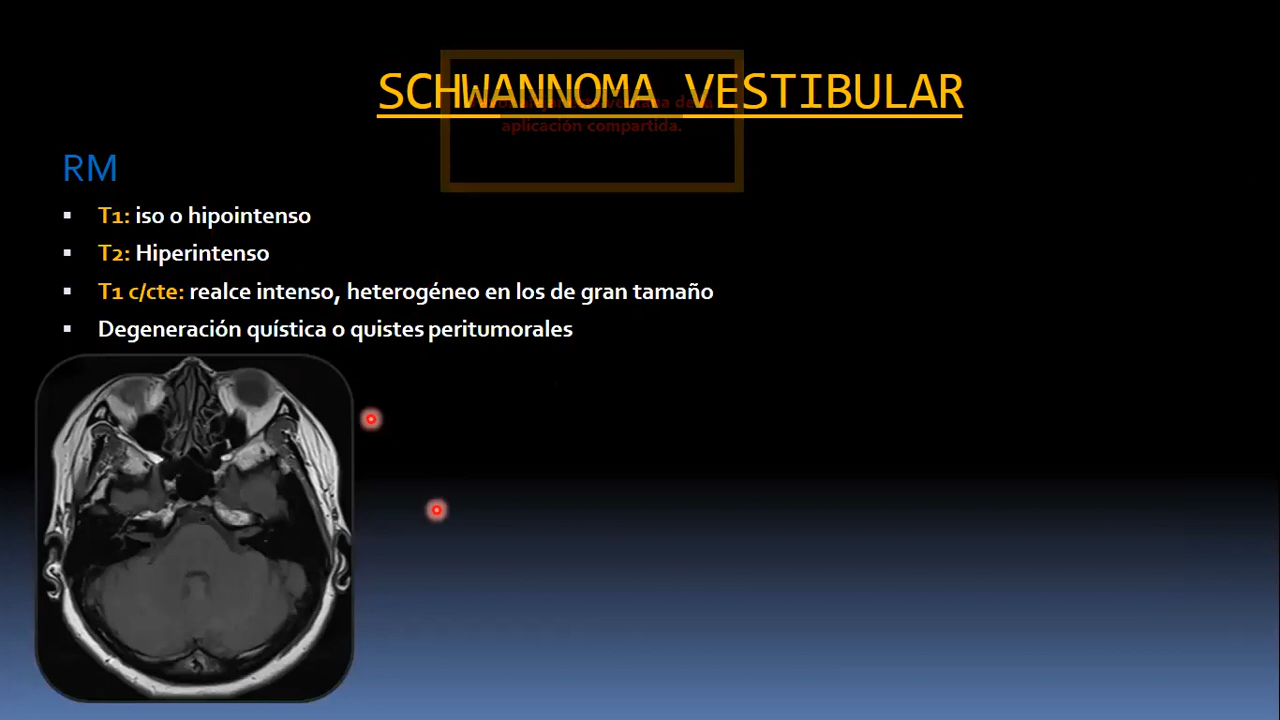 SCHWANNOMA VESTIBULAR
aplicación compartida.
RM
T1: iso o hipointenso
T2: Hiperintenso
T1 c/cte: realce intenso, heterogéneo en los de gran tamaño
Degeneración quística o quistes peritumorales